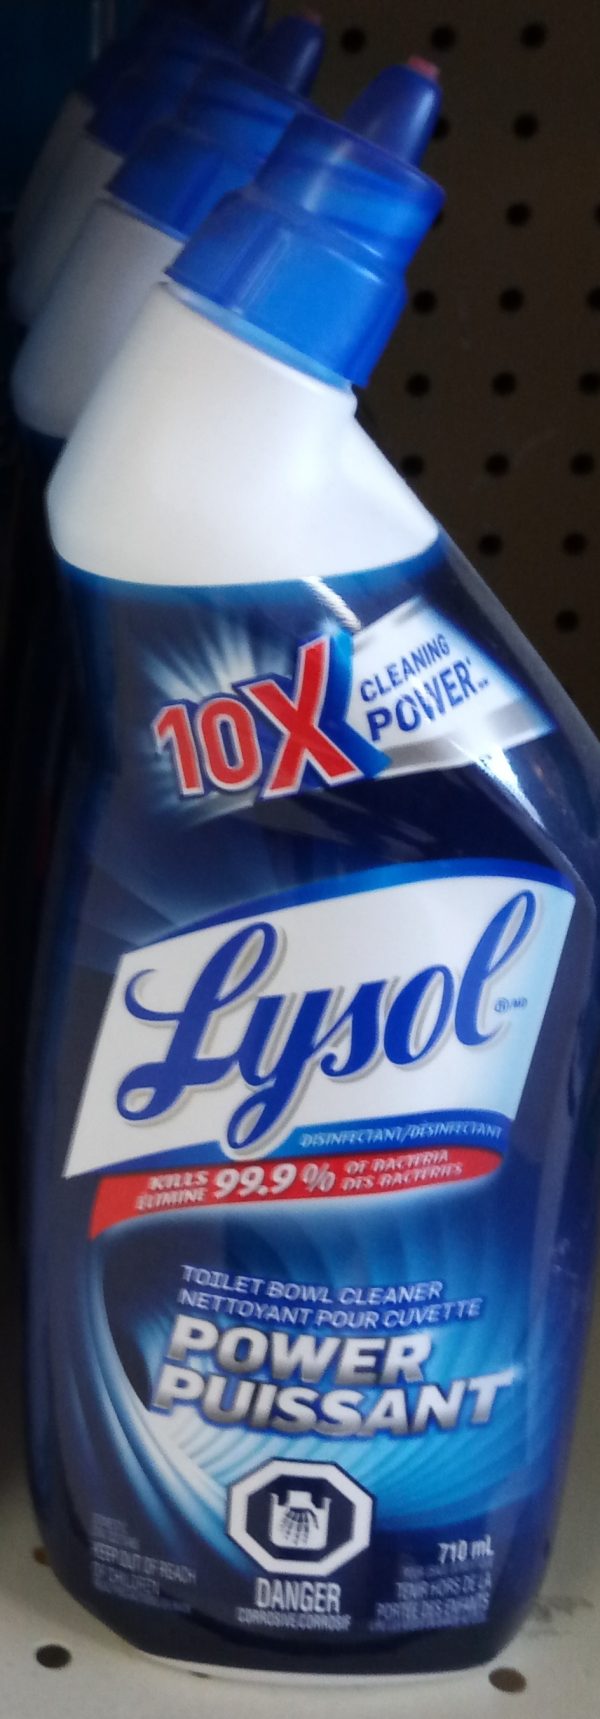 10X CLEANING
POWER
Lysol
DISINFECTANT/DÉSINFECTANT
KILLS 99.9% OF BACTERIA
ÉLIMINE DES BACTÉRIES
TOILET BOWL CLEANER
NETTOYANT POUR CUVETTE
POWER
PUISSANT
710 mL
KEEP OUT OF REACH
OF CHILDREN
DANGER
CORROSIVE/CORROSIF
TENIR HORS DE LA
PORTÉE DES ENFANTS